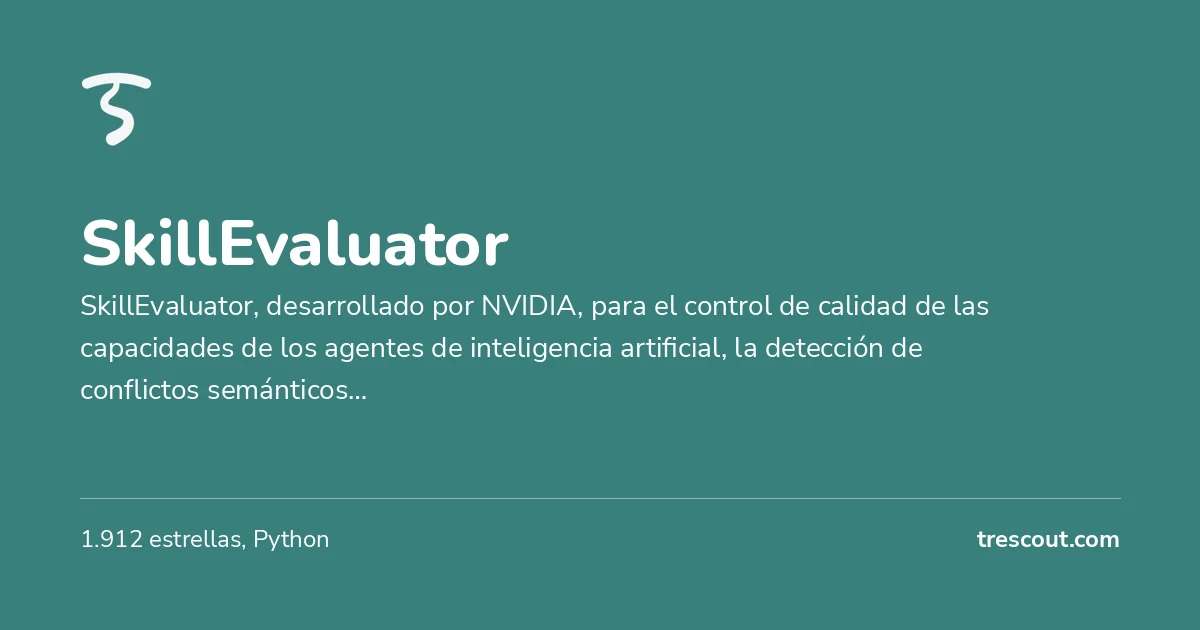 SkillEvaluator
SkillEvaluator, desarrollado por NVIDIA, para el control de calidad de las
capacidades de los agentes de inteligencia artificial, la detección de
conflictos semánticos...
1.912 estrellas, Python
trescout.com